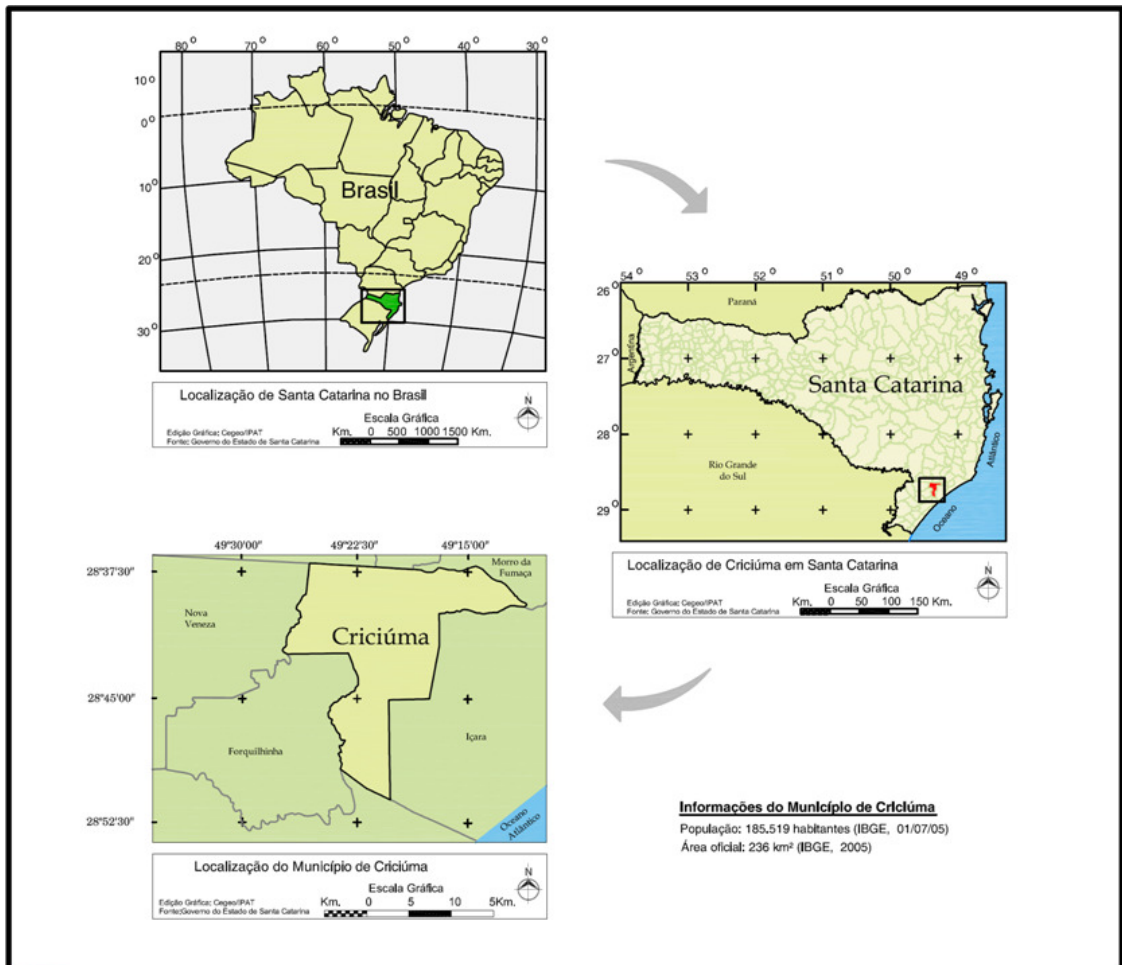 80° 70° 60° 50° 40° 30°
10°
0°
10°
20°
30°
Brasil
Localização de Santa Catarina no Brasil
N
Escala Gráfica
Edição Gráfica; Cegeo/IPAT
Fonte: Governo do Estado de Santa Catarina
Km. 0 500 1000 1500 Km.
54° 53° 52° 51° 50° 49°
26°
27°
28°
29°
Paraná
Argentina
Santa Catarina
Rio Grande
do Sul
Oceano
Atlântico
Localização de Criciúma em Santa Catarina
N
Escala Gráfica
Edição Gráfica; Cegeo/IPAT
Fonte: Governo do Estado de Santa Catarina
Km. 0 50 100 150 Km.
49°30'00" 49°22'30" 49°15'00"
28°37'30"
28°45'00"
28°52'30"
Morro da
Fumaça
Nova
Veneza
Criciúma
Forquilhinha
Içara
Oceano
Atlântico
Localização do Município de Criciúma
N
Escala Gráfica
Edição Gráfica; Cegeo/IPAT
Fonte;Governo do Estado de Santa Catarina
Km. 0 5 10 5Km.
Informações do Município de Criciúma
População: 185.519 habitantes (IBGE, 01/07/05)
Área oficial: 236 km² (IBGE, 2005)